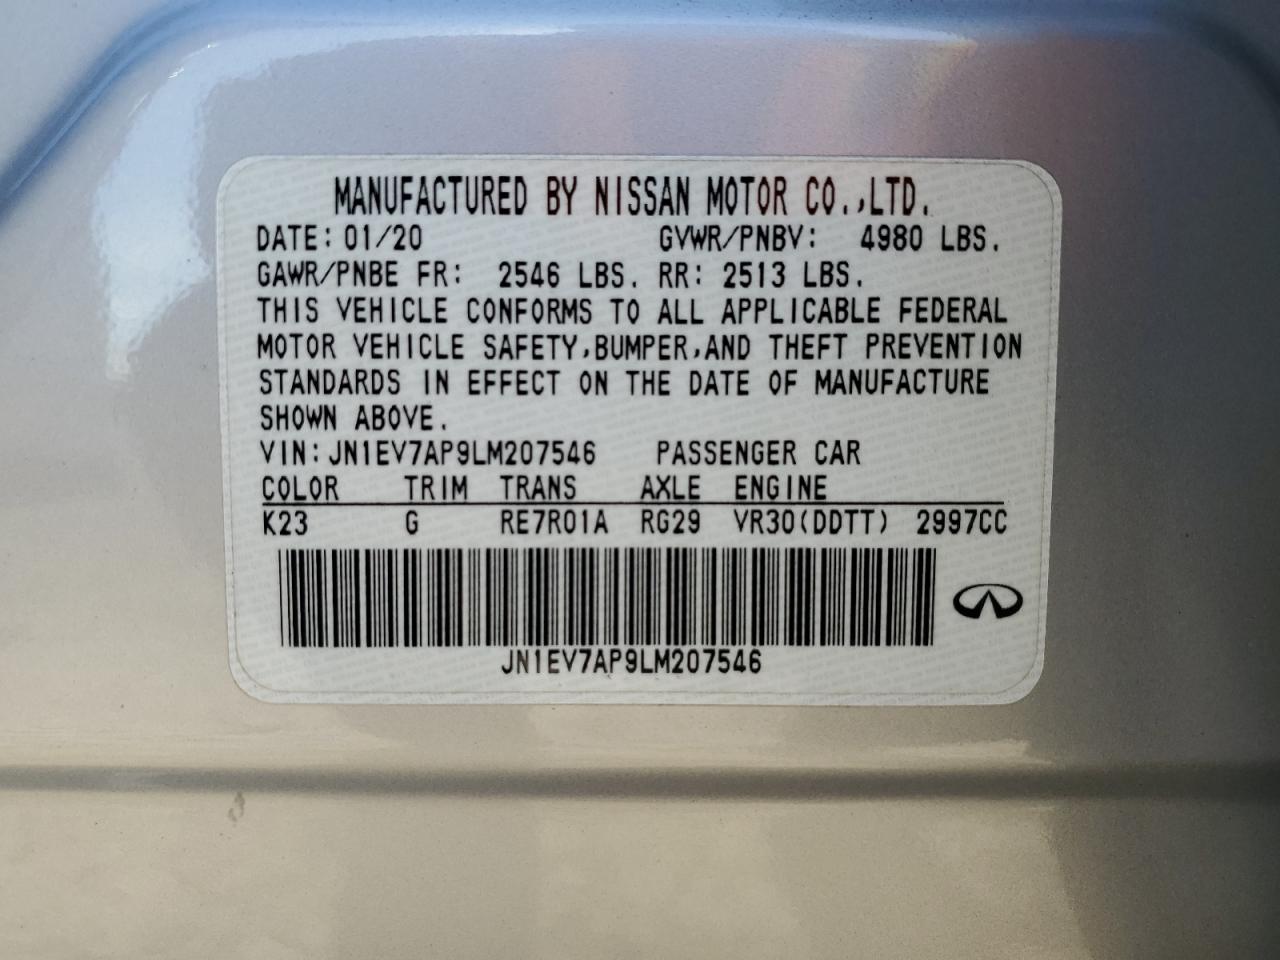 MANUFACTURED BY NISSAN MOTOR CO.,LTD.
DATE: 01/20 GVWR/PNBV: 4980 LBS.
GAWR/PNBE FR: 2546 LBS. RR: 2513 LBS.
THIS VEHICLE CONFORMS TO ALL APPLICABLE FEDERAL
MOTOR VEHICLE SAFETY,BUMPER,AND THEFT PREVENTION
STANDARDS IN EFFECT ON THE DATE OF MANUFACTURE
SHOWN ABOVE.
VIN: JN1EV7AP9LM207546 PASSENGER CAR
COLOR TRIM TRANS AXLE ENGINE
K23 G RE7R01A RG29 VR30(DDTT) 2997CC
JN1EV7AP9LM207546